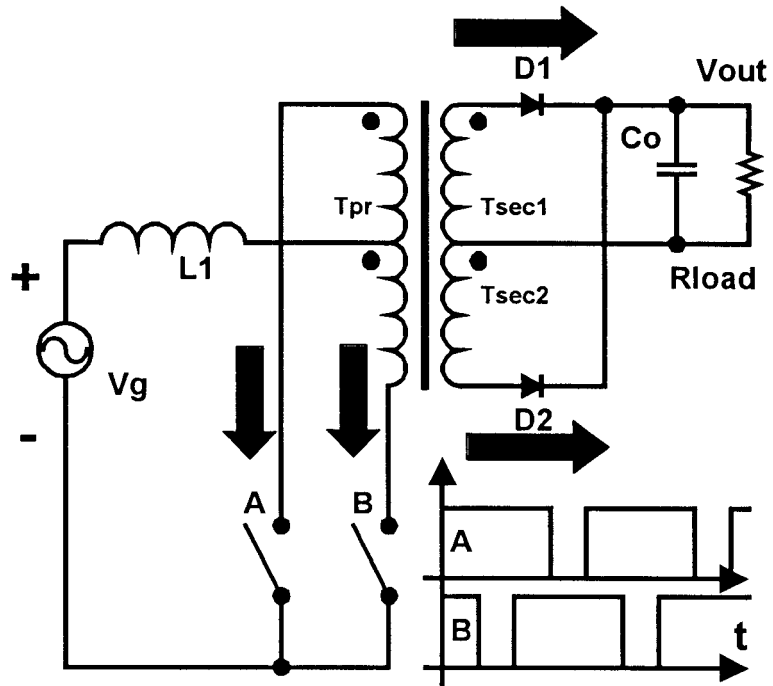 D1
Vout
Co
Tpr
Tsec1
L1
+
Rload
Tsec2
Vg
-
D2
A
B
A
B
t